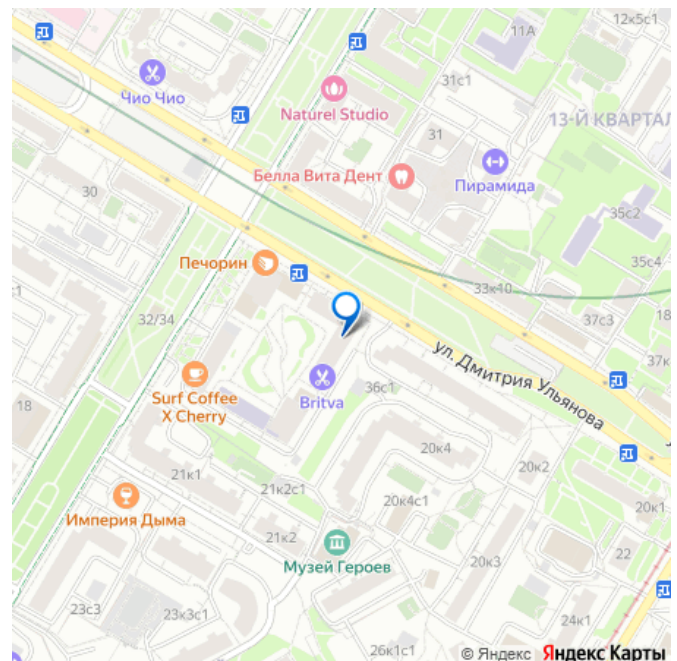 12к5с1
11А
Чио Чио
31с1
Naturel Studio
31
13-Й КВАРТАЛ
Белла Вита Дент
Пирамида
30
35с2
Печорин
35с4
33к10
32/34
37с3
18
ул. Дмитрия Ульянова
37к
Surf Coffee
X Cherry
Britva
36с1
18
20к4
20к2
21к1
21к2с1
20к4с1
20к1
Империя Дыма
21к2
Музей Героев
20к3
22
23с3
23к3с1
24к1
26к1с1
© Яндекс Яндекс Карты